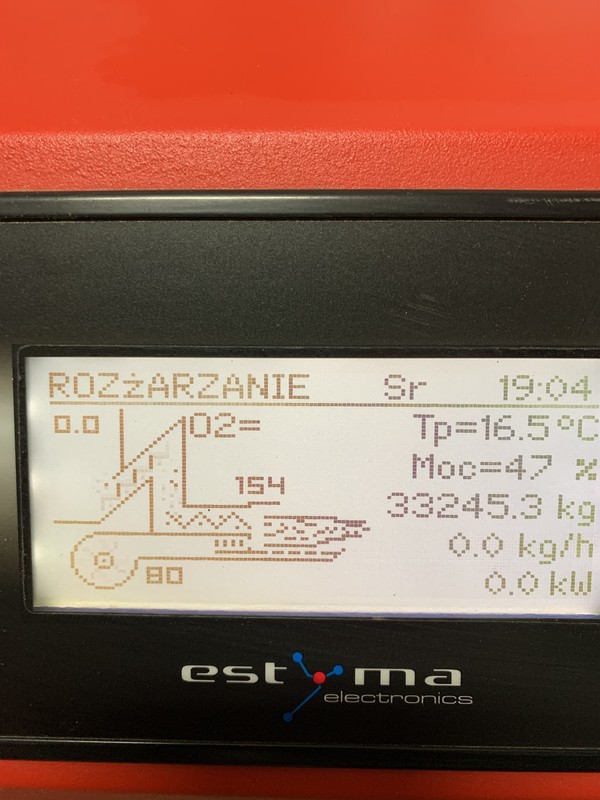 ROZżARZANIE Sr 19:04
0.0 O2= Tp=16.5°C
Moc=47 %
154
33245.3 kg
0.0 kg/h
80 0.0 kW
estyma
electronics